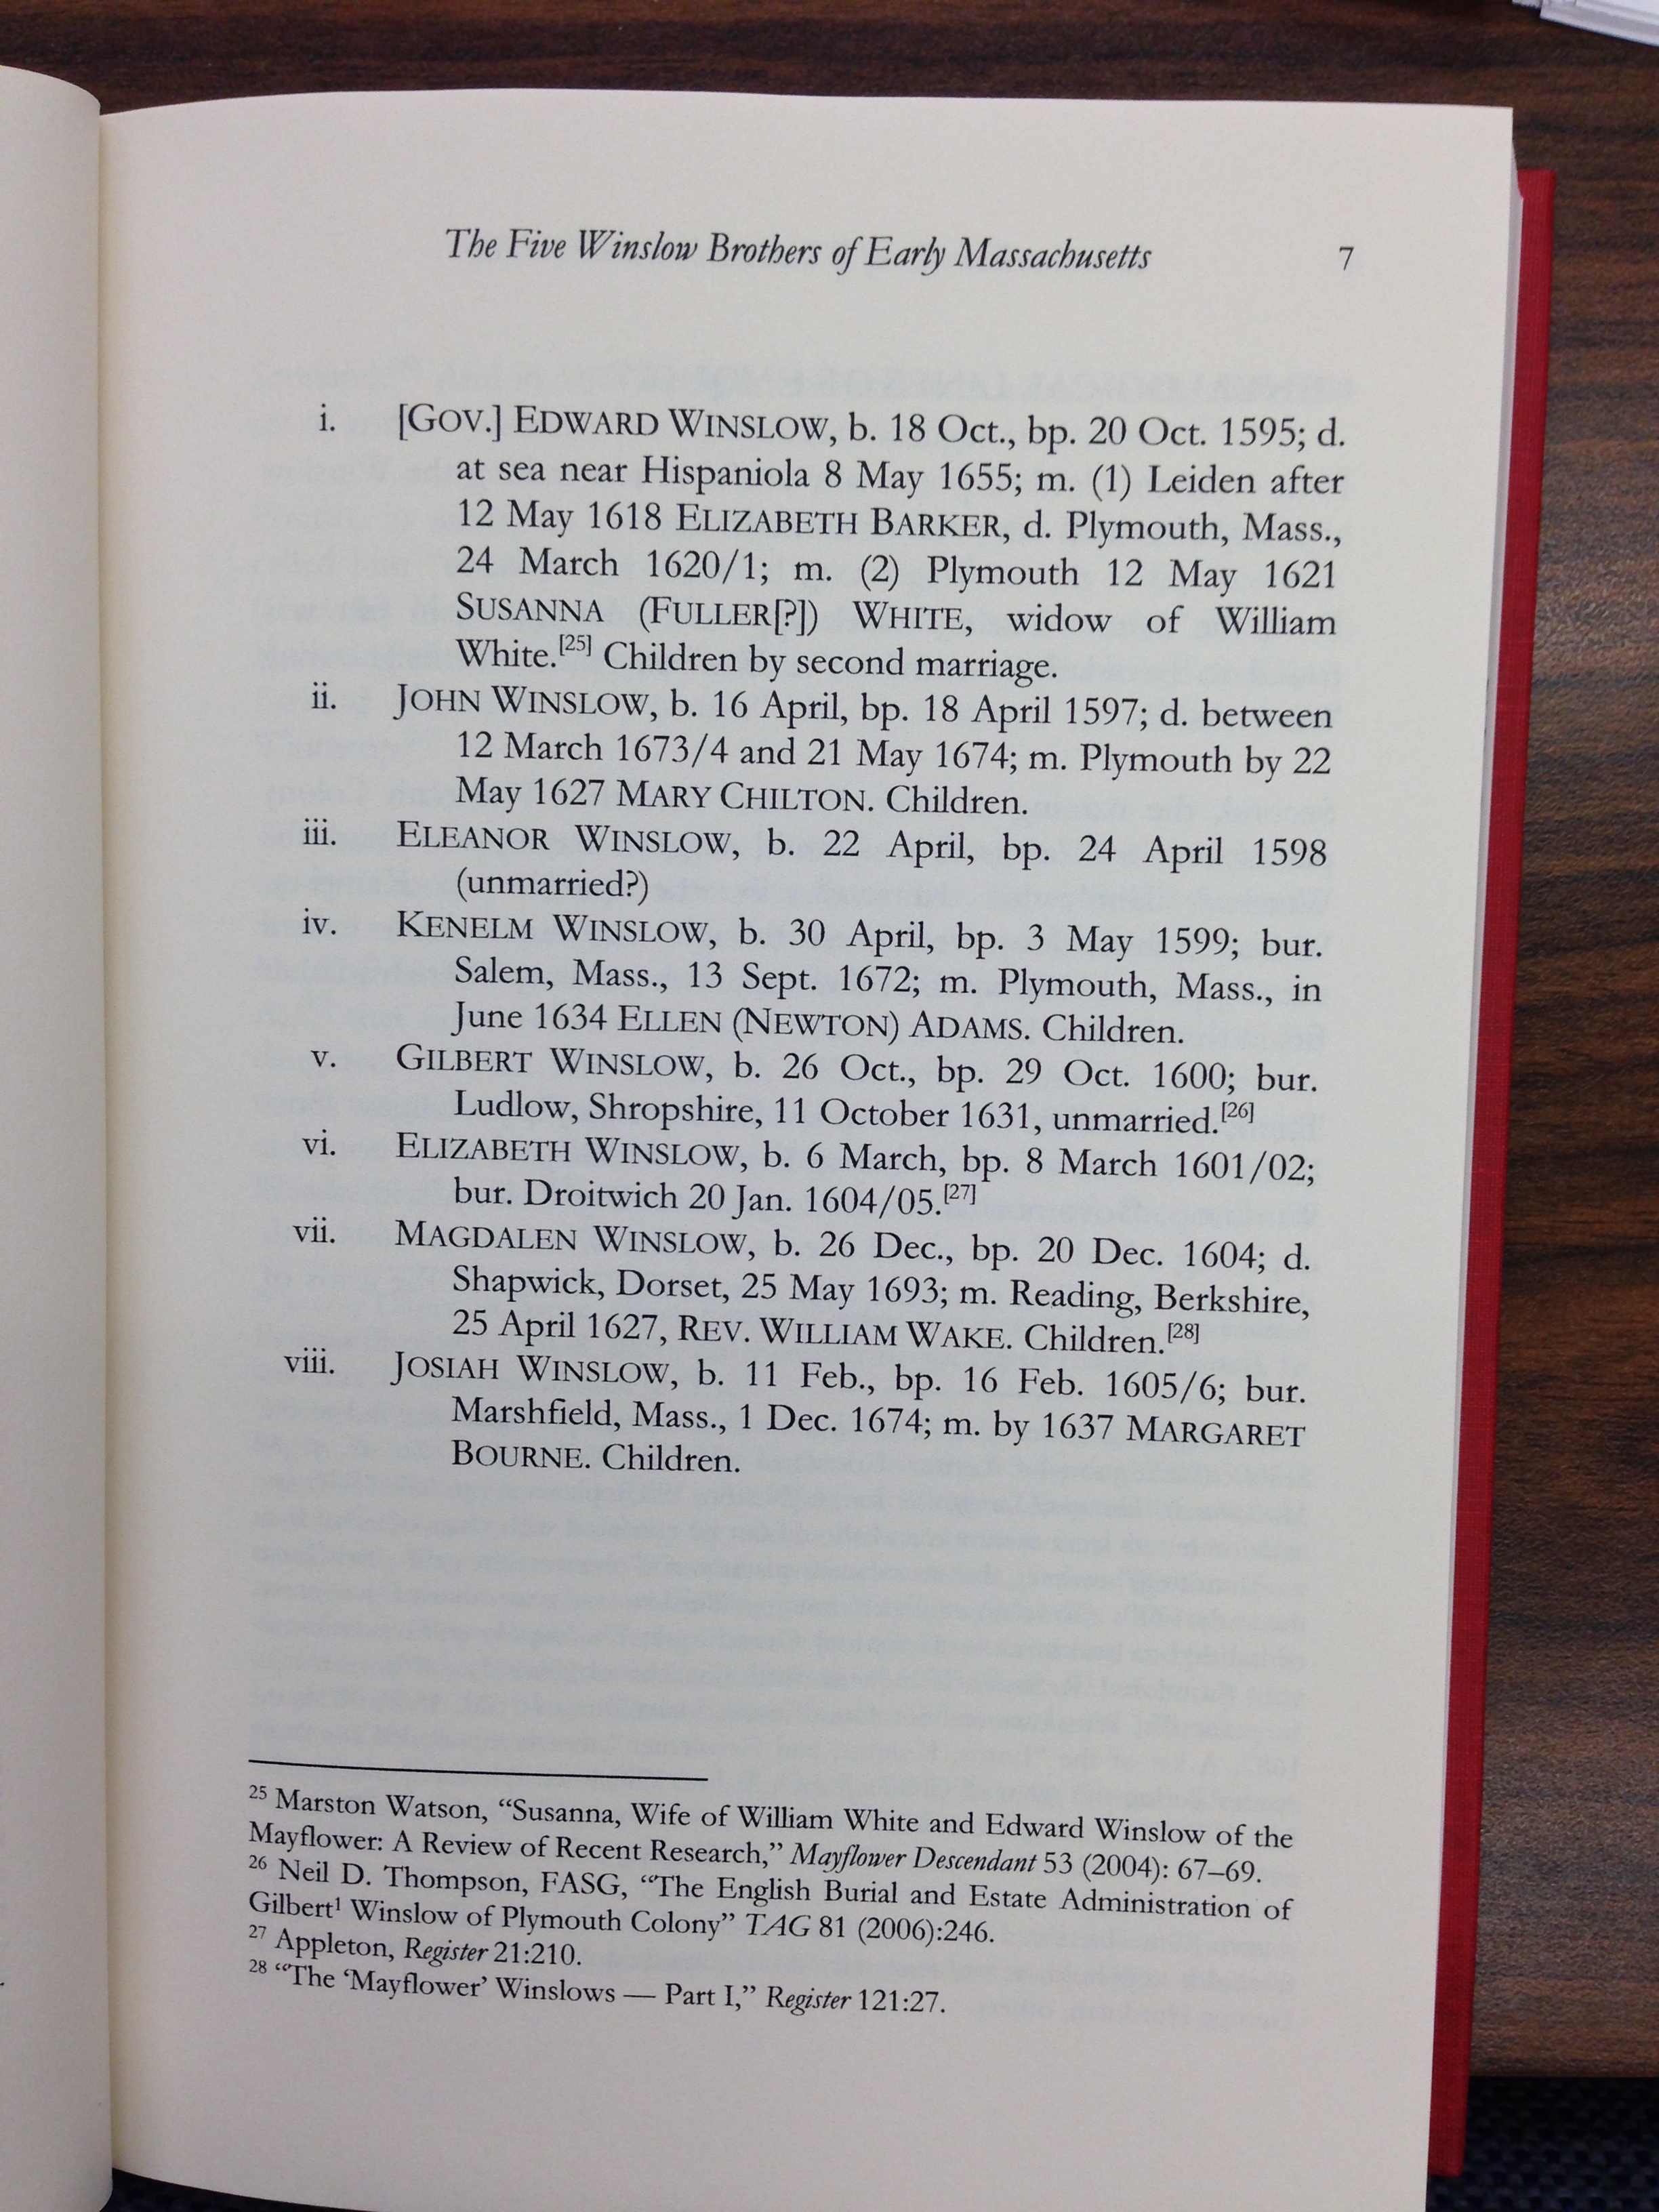 The Five Winslow Brothers of Early Massachusetts 7
i. [GOV.] EDWARD WINSLOW, b. 18 Oct., bp. 20 Oct. 1595; d.
at sea near Hispaniola 8 May 1655; m. (1) Leiden after
12 May 1618 ELIZABETH BARKER, d. Plymouth, Mass.,
24 March 1620/1; m. (2) Plymouth 12 May 1621
SUSANNA (FULLER[?]) WHITE, widow of William
White.[25] Children by second marriage.
ii. JOHN WINSLOW, b. 16 April, bp. 18 April 1597; d. between
12 March 1673/4 and 21 May 1674; m. Plymouth by 22
May 1627 MARY CHILTON. Children.
iii. ELEANOR WINSLOW, b. 22 April, bp. 24 April 1598
(unmarried?)
iv. KENELM WINSLOW, b. 30 April, bp. 3 May 1599; bur.
Salem, Mass., 13 Sept. 1672; m. Plymouth, Mass., in
June 1634 ELLEN (NEWTON) ADAMS. Children.
v. GILBERT WINSLOW, b. 26 Oct., bp. 29 Oct. 1600; bur.
Ludlow, Shropshire, 11 October 1631, unmarried.[26]
vi. ELIZABETH WINSLOW, b. 6 March, bp. 8 March 1601/02;
bur. Droitwich 20 Jan. 1604/05.[27]
vii. MAGDALEN WINSLOW, b. 26 Dec., bp. 20 Dec. 1604; d.
Shapwick, Dorset, 25 May 1693; m. Reading, Berkshire,
25 April 1627, REV. WILLIAM WAKE. Children.[28]
viii. JOSIAH WINSLOW, b. 11 Feb., bp. 16 Feb. 1605/6; bur.
Marshfield, Mass., 1 Dec. 1674; m. by 1637 MARGARET
BOURNE. Children.
25 Marston Watson, “Susanna, Wife of William White and Edward Winslow of the
Mayflower: A Review of Recent Research,” Mayflower Descendant 53 (2004): 67–69.
26 Neil D. Thompson, FASG, “The English Burial and Estate Administration of
Gilbert¹ Winslow of Plymouth Colony” TAG 81 (2006):246.
27 Appleton, Register 21:210.
28 “The ‘Mayflower’ Winslows — Part I,” Register 121:27.